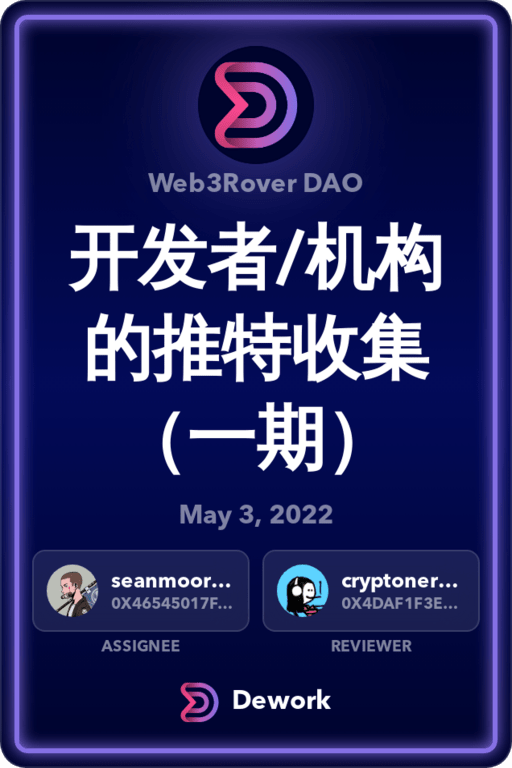 Web3Rover DAO
开发者/机构
的推特收集
（一期）
May 3, 2022
seanmoor...
0X46545017F...
ASSIGNEE
cryptoner...
0X4DAF1F3E...
REVIEWER
Dework